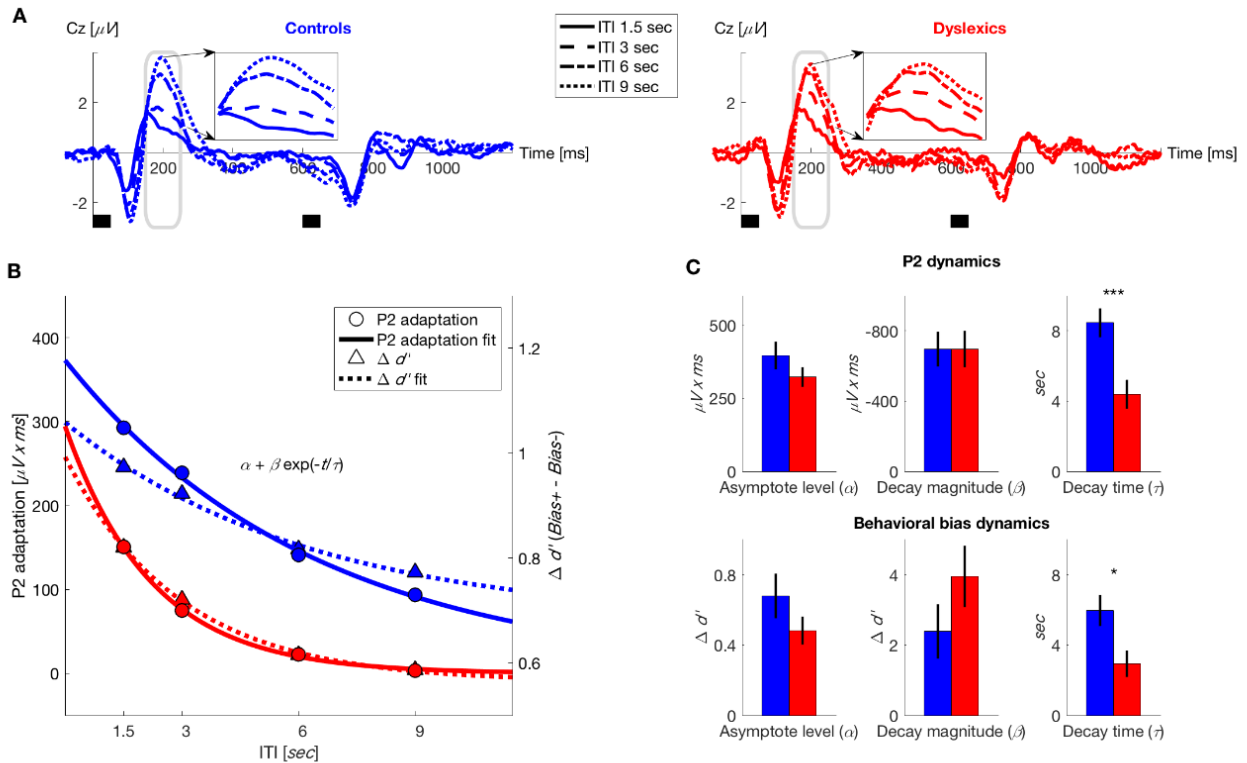 A
Cz [μV]
Controls
ITI 1.5 sec
ITI 3 sec
ITI 6 sec
ITI 9 sec
Cz [μV]
Dyslexics
2
-2
200
400
600
800
1000
Time [ms]
2
-2
200
400
600
800
1000
Time [ms]
B
P2 adaptation
P2 adaptation fit
Δ d'
Δ d' fit
α + β exp(-t/τ)
400
300
200
100
0
P2 adaptation [μV x ms]
1.2
1
0.8
0.6
Δ d' (Bias+ - Bias-)
1.5
3
6
9
ITI [sec]
C
P2 dynamics
500
250
0
μV x ms
Asymptote level (α)
-800
-400
0
μV x ms
Decay magnitude (β)
***
8
4
0
sec
Decay time (τ)
Behavioral bias dynamics
0.8
0.4
0
Δ d'
Asymptote level (α)
4
2
0
Δ d'
Decay magnitude (β)
*
8
4
0
sec
Decay time (τ)